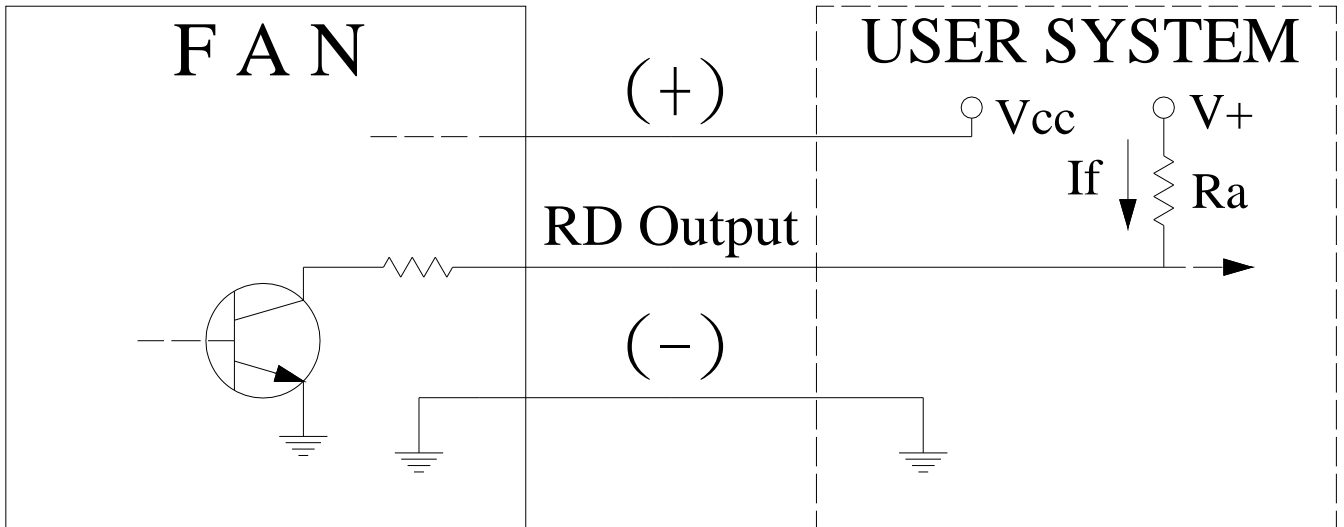 F A N
USER SYSTEM
(+)
Vcc
V+
If
Ra
RD Output
(-)